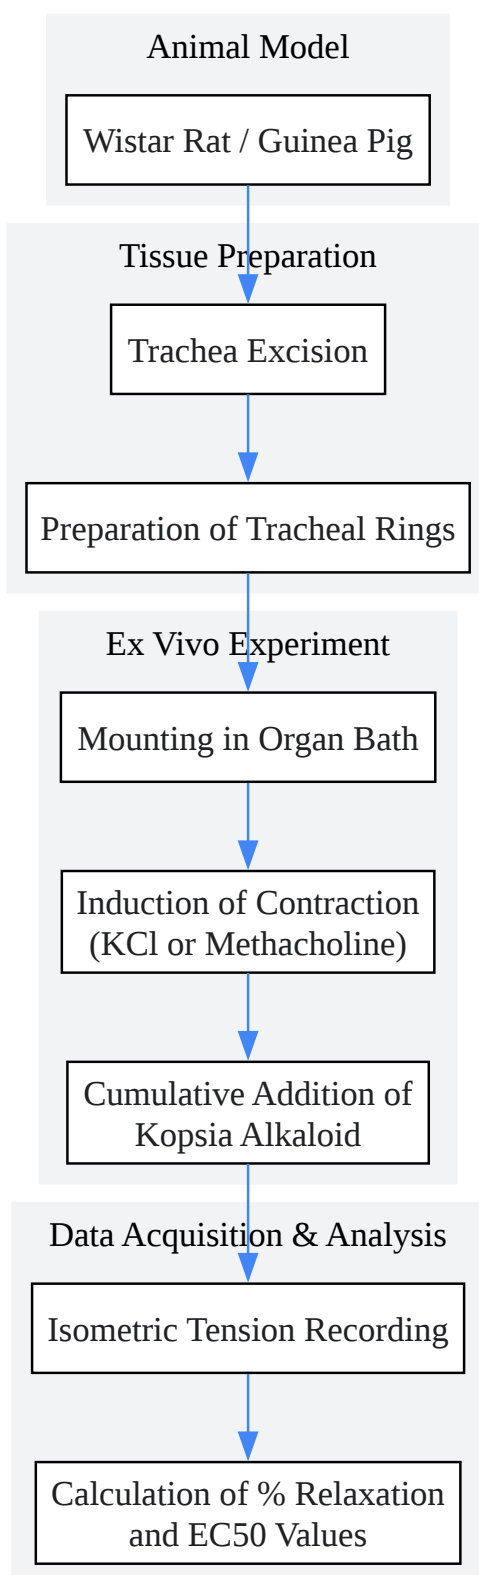 Animal Model
Wistar Rat / Guinea Pig
Tissue Preparation
Trachea Excision
Preparation of Tracheal Rings
Ex Vivo Experiment
Mounting in Organ Bath
Induction of Contraction
(KCl or Methacholine)
Cumulative Addition of
Kopsia Alkaloid
Data Acquisition & Analysis
Isometric Tension Recording
Calculation of % Relaxation
and EC50 Values